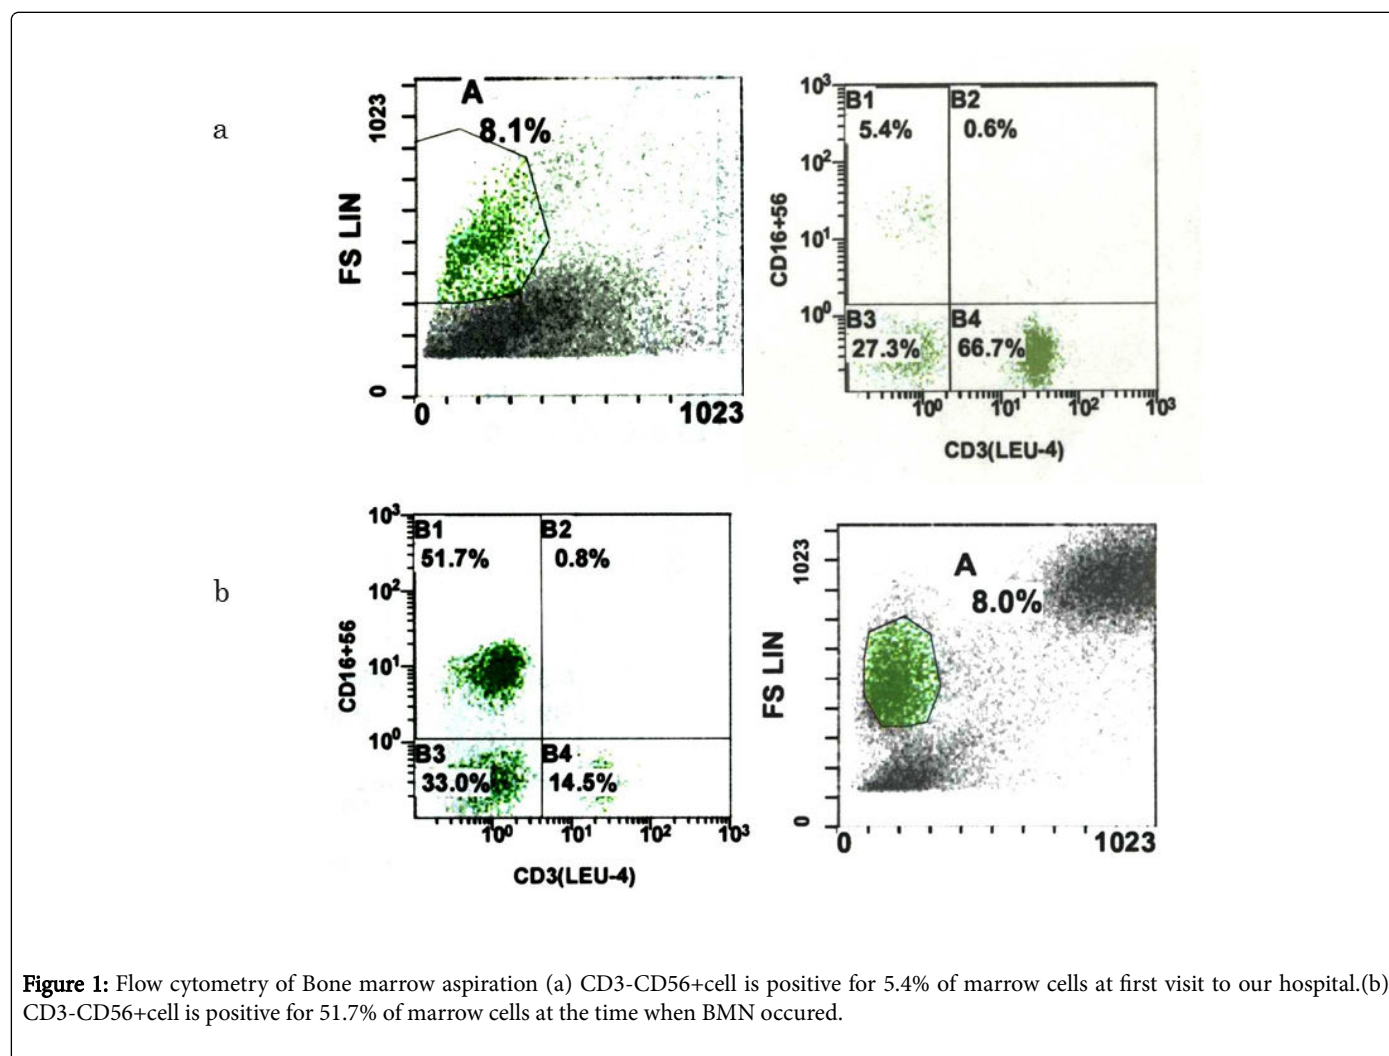 a
A
8.1%
1023
FS LIN
0
0
1023
10³
B1
B2
5.4%
0.6%
10²
CD16+56
10¹
10⁰
B3
B4
27.3%
66.7%
10⁰
10¹
10²
10³
CD3(LEU-4)
b
10³
B1
B2
51.7%
0.8%
10²
CD16+56
10¹
10⁰
B3
B4
33.0%
14.5%
10⁰
10¹
10²
10³
CD3(LEU-4)
A
8.0%
1023
FS LIN
0
0
1023
Figure 1: Flow cytometry of Bone marrow aspiration (a) CD3-CD56+cell is positive for 5.4% of marrow cells at first visit to our hospital.(b)
CD3-CD56+cell is positive for 51.7% of marrow cells at the time when BMN occured.